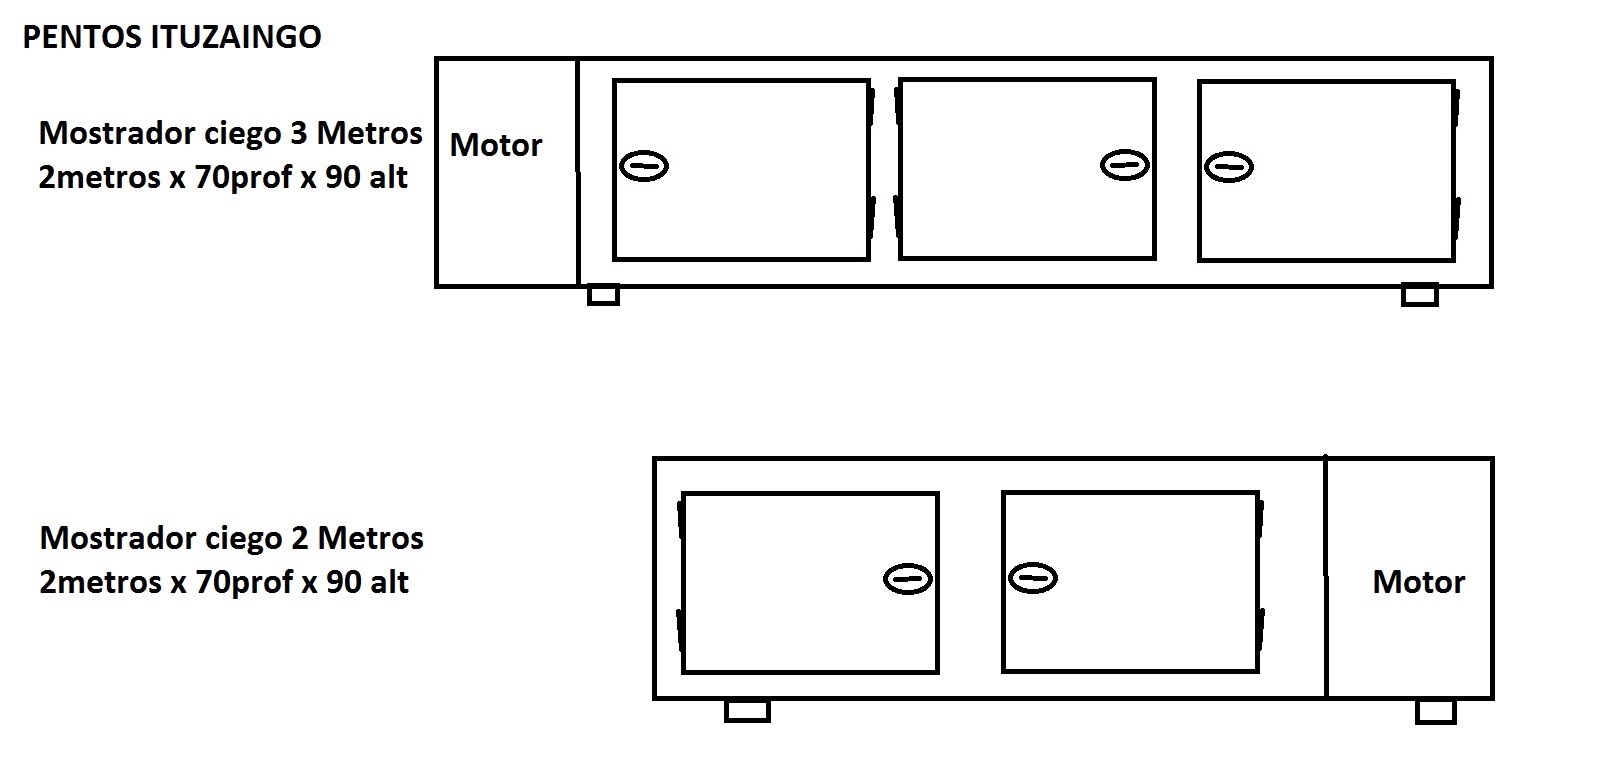 PENTOS ITUZAINGO
Mostrador ciego 3 Metros
2metros x 70prof x 90 alt
Motor
Mostrador ciego 2 Metros
2metros x 70prof x 90 alt
Motor